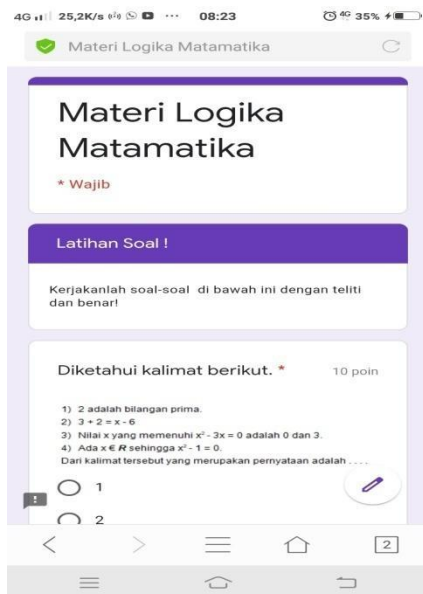 4G 25,2K/s ... 08:23 4G 35%
Materi Logika Matamatika
Materi Logika
Matamatika
* Wajib
Latihan Soal !
Kerjakanlah soal-soal di bawah ini dengan teliti
dan benar!
Diketahui kalimat berikut. * 10 poin
1) 2 adalah bilangan prima.
2) 3 + 2 = x - 6
3) Nilai x yang memenuhi x² - 3x = 0 adalah 0 dan 3.
4) Ada x € R sehingga x² - 1 = 0.
Dari kalimat tersebut yang merupakan pernyataan adalah . . . .
1
2
2